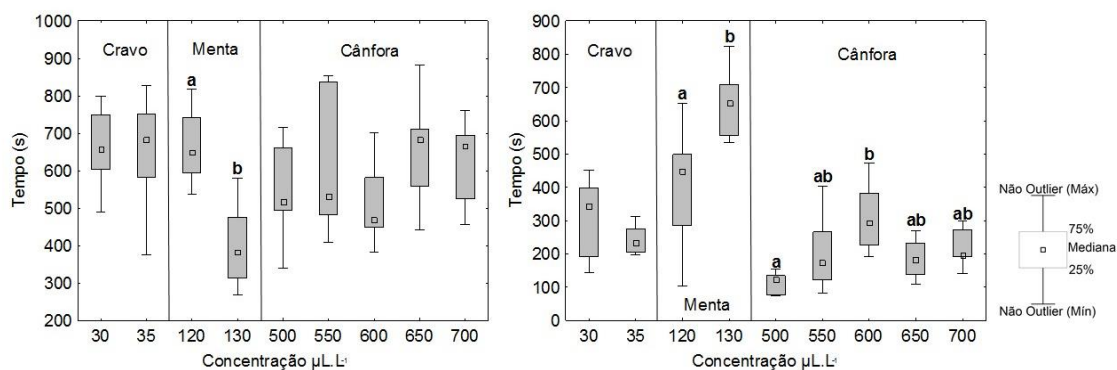 1000
900
800
700
600
500
400
300
200
Tempo (s)
Cravo
Menta
Cânfora
a
b
30 35 120 130 500 550 600 650 700
Concentração µL.L-1
900
800
700
600
500
400
300
200
100
0
Tempo (s)
Cravo
Menta
Cânfora
a
b
a
ab
b
ab
ab
30 35 120 130 500 550 600 650 700
Concentração µL.L-1
Não Outlier (Máx)
75%
Mediana
25%
Não Outlier (Mín)